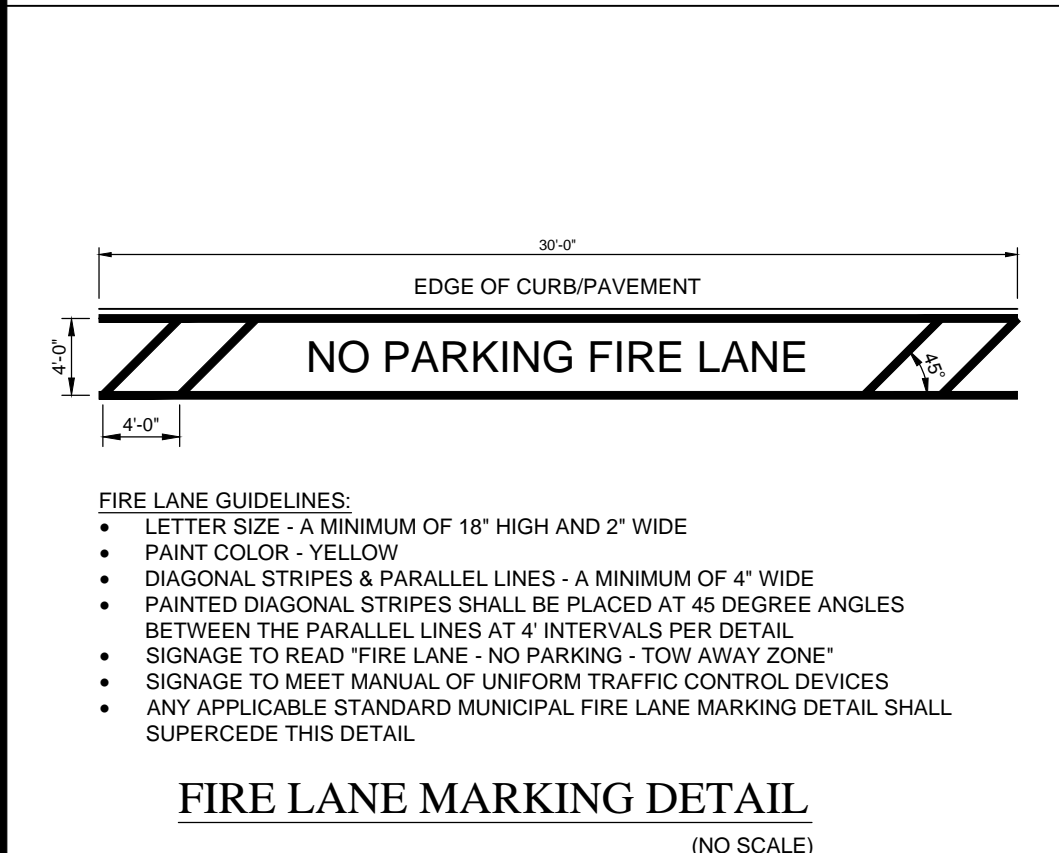 30'-0"
EDGE OF CURB/PAVEMENT
4'-0"
NO PARKING FIRE LANE
45°
4'-0"
FIRE LANE GUIDELINES:
• LETTER SIZE - A MINIMUM OF 18" HIGH AND 2" WIDE
• PAINT COLOR - YELLOW
• DIAGONAL STRIPES & PARALLEL LINES - A MINIMUM OF 4" WIDE
• PAINTED DIAGONAL STRIPES SHALL BE PLACED AT 45 DEGREE ANGLES
BETWEEN THE PARALLEL LINES AT 4' INTERVALS PER DETAIL
• SIGNAGE TO READ "FIRE LANE - NO PARKING - TOW AWAY ZONE"
• SIGNAGE TO MEET MANUAL OF UNIFORM TRAFFIC CONTROL DEVICES
• ANY APPLICABLE STANDARD MUNICIPAL FIRE LANE MARKING DETAIL SHALL
SUPERCEDE THIS DETAIL
FIRE LANE MARKING DETAIL
(NO SCALE)